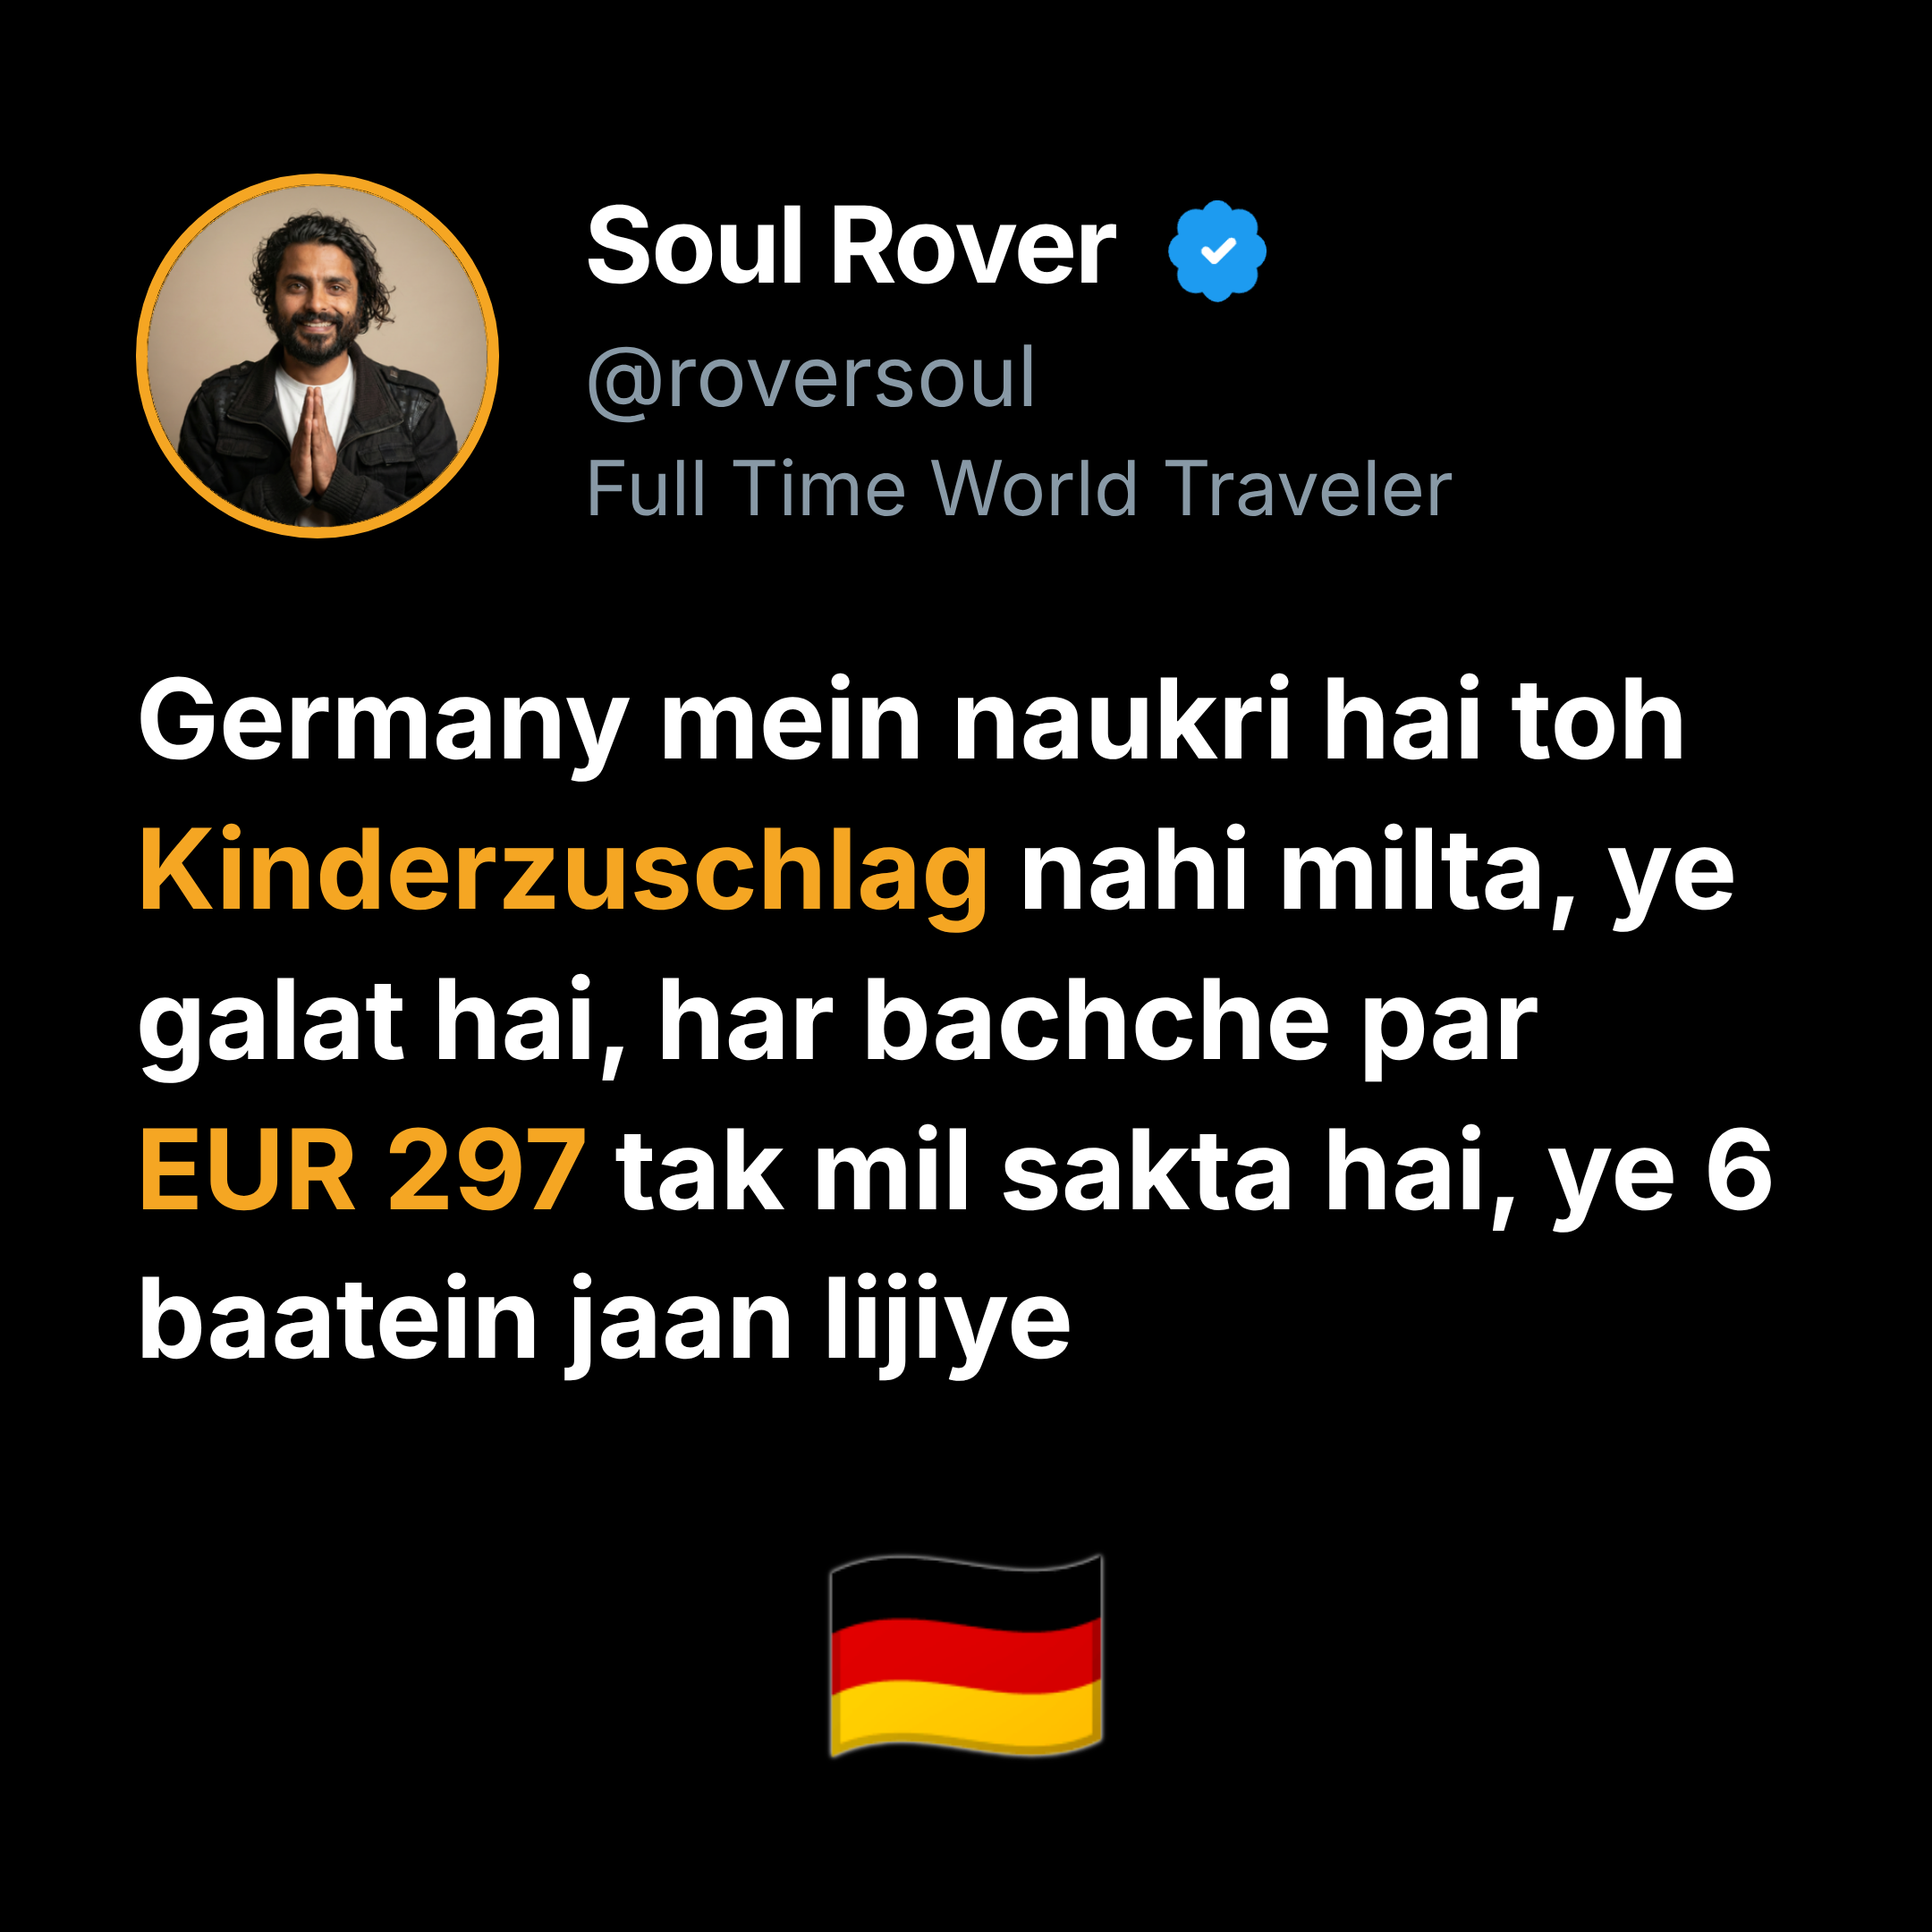 Soul Rover
@roversoul
Full Time World Traveler
Germany mein naukri hai toh
Kinderzuschlag nahi milta, ye
galat hai, har bachche par
EUR 297 tak mil sakta hai, ye 6
baatein jaan lijiye